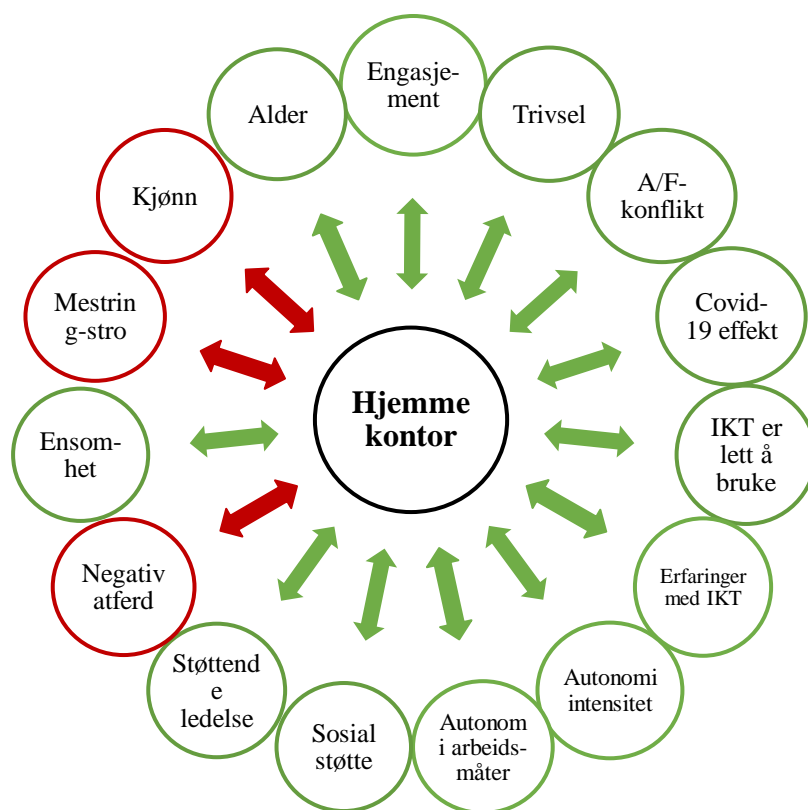 Engasje-
ment
Trivsel
A/F-
konflikt
Covid-
19 effekt
IKT er
lett å
bruke
Erfaringer
med IKT
Autonomi
intensitet
Autonom
i arbeids-
måter
Sosial
støtte
Støttend
e
ledelse
Negativ
atferd
Ensom-
het
Mestrin
g-stro
Kjønn
Alder
Hjemme
kontor